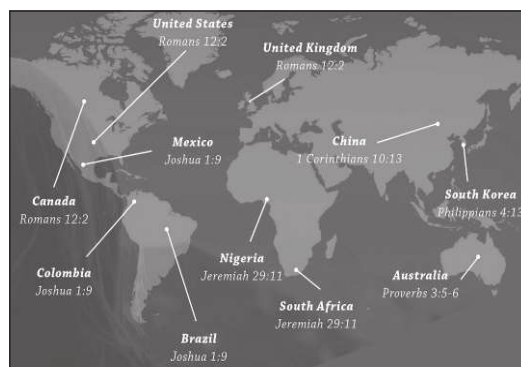 United States
Romans 12:2
United Kingdom
Romans 12:2
Mexico
Joshua 1:9
China
1 Corinthians 10:13
Canada
Romans 12:2
South Korea
Philippians 4:13
Colombia
Joshua 1:9
Nigeria
Jeremiah 29:11
Australia
Proverbs 3:5-6
South Africa
Jeremiah 29:11
Brazil
Joshua 1:9